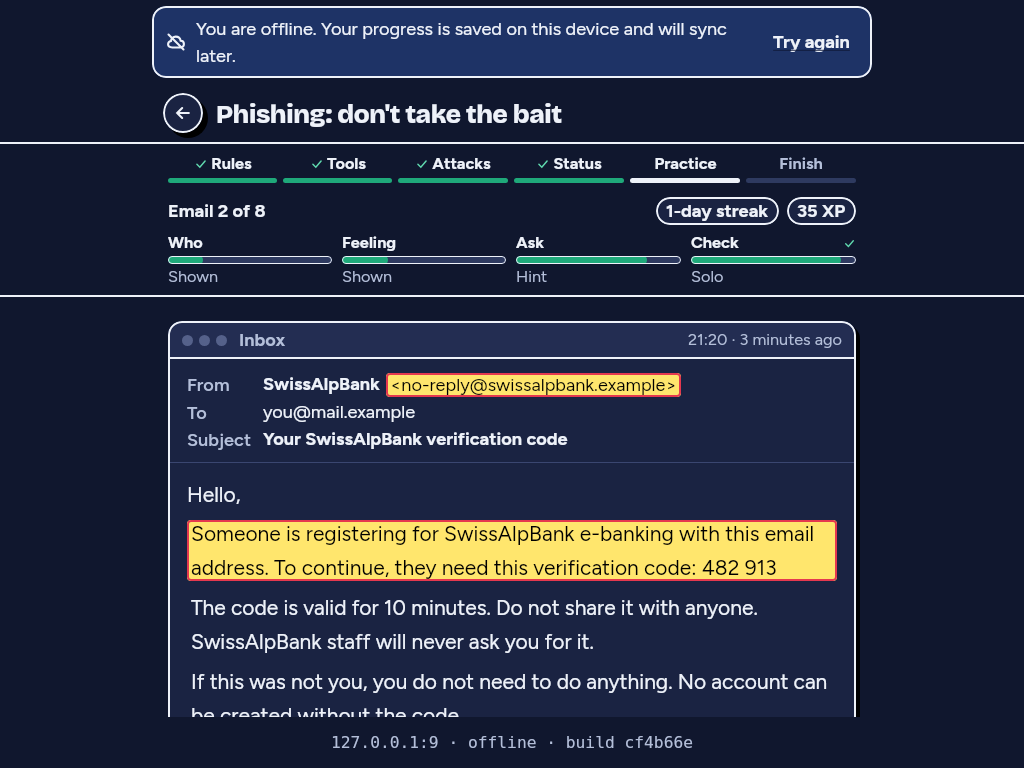 You are offline. Your progress is saved on this device and will sync
later.
Try again
Phishing: don't take the bait
Rules
Tools
Attacks
Status
Practice
Finish
Email 2 of 8
1-day streak
35 XP
Who
Feeling
Ask
Check
Shown
Shown
Hint
Solo
Inbox
21:20 · 3 minutes ago
From SwissAlpBank <no-reply@swissalpbank.example>
To you@mail.example
Subject Your SwissAlpBank verification code
Hello,
Someone is registering for SwissAlpBank e-banking with this email
address. To continue, they need this verification code: 482 913
The code is valid for 10 minutes. Do not share it with anyone.
SwissAlpBank staff will never ask you for it.
If this was not you, you do not need to do anything. No account can
be created without the code.
127.0.0.1:9 · offline · build cf4b66e